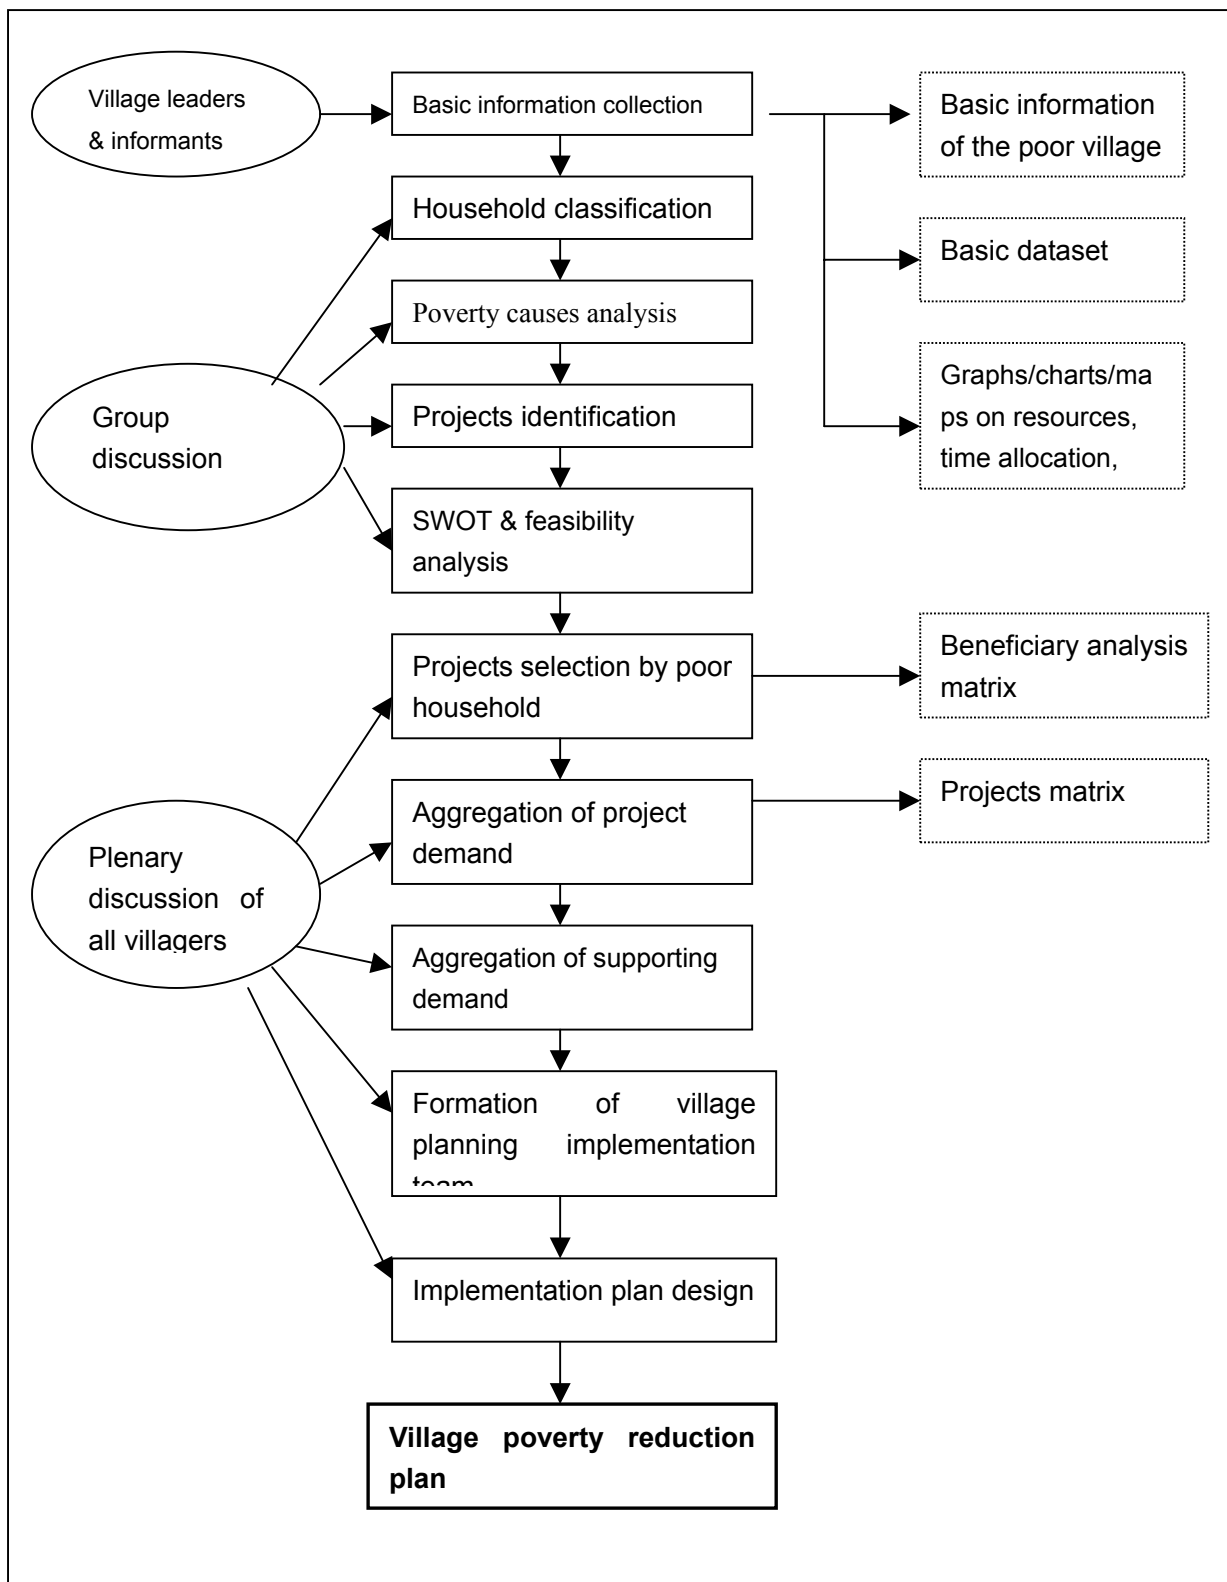 Village leaders
& informants
Basic information collection
Basic information
of the poor village
Household classification
Basic dataset
Poverty causes analysis
Graphs/charts/ma
ps on resources,
time allocation,
Group
discussion
Projects identification
SWOT & feasibility
analysis
Projects selection by poor
household
Beneficiary analysis
matrix
Aggregation of project
demand
Projects matrix
Plenary
discussion of
all villagers
Aggregation of supporting
demand
Formation of village
planning implementation
team
Implementation plan design
Village poverty reduction
plan